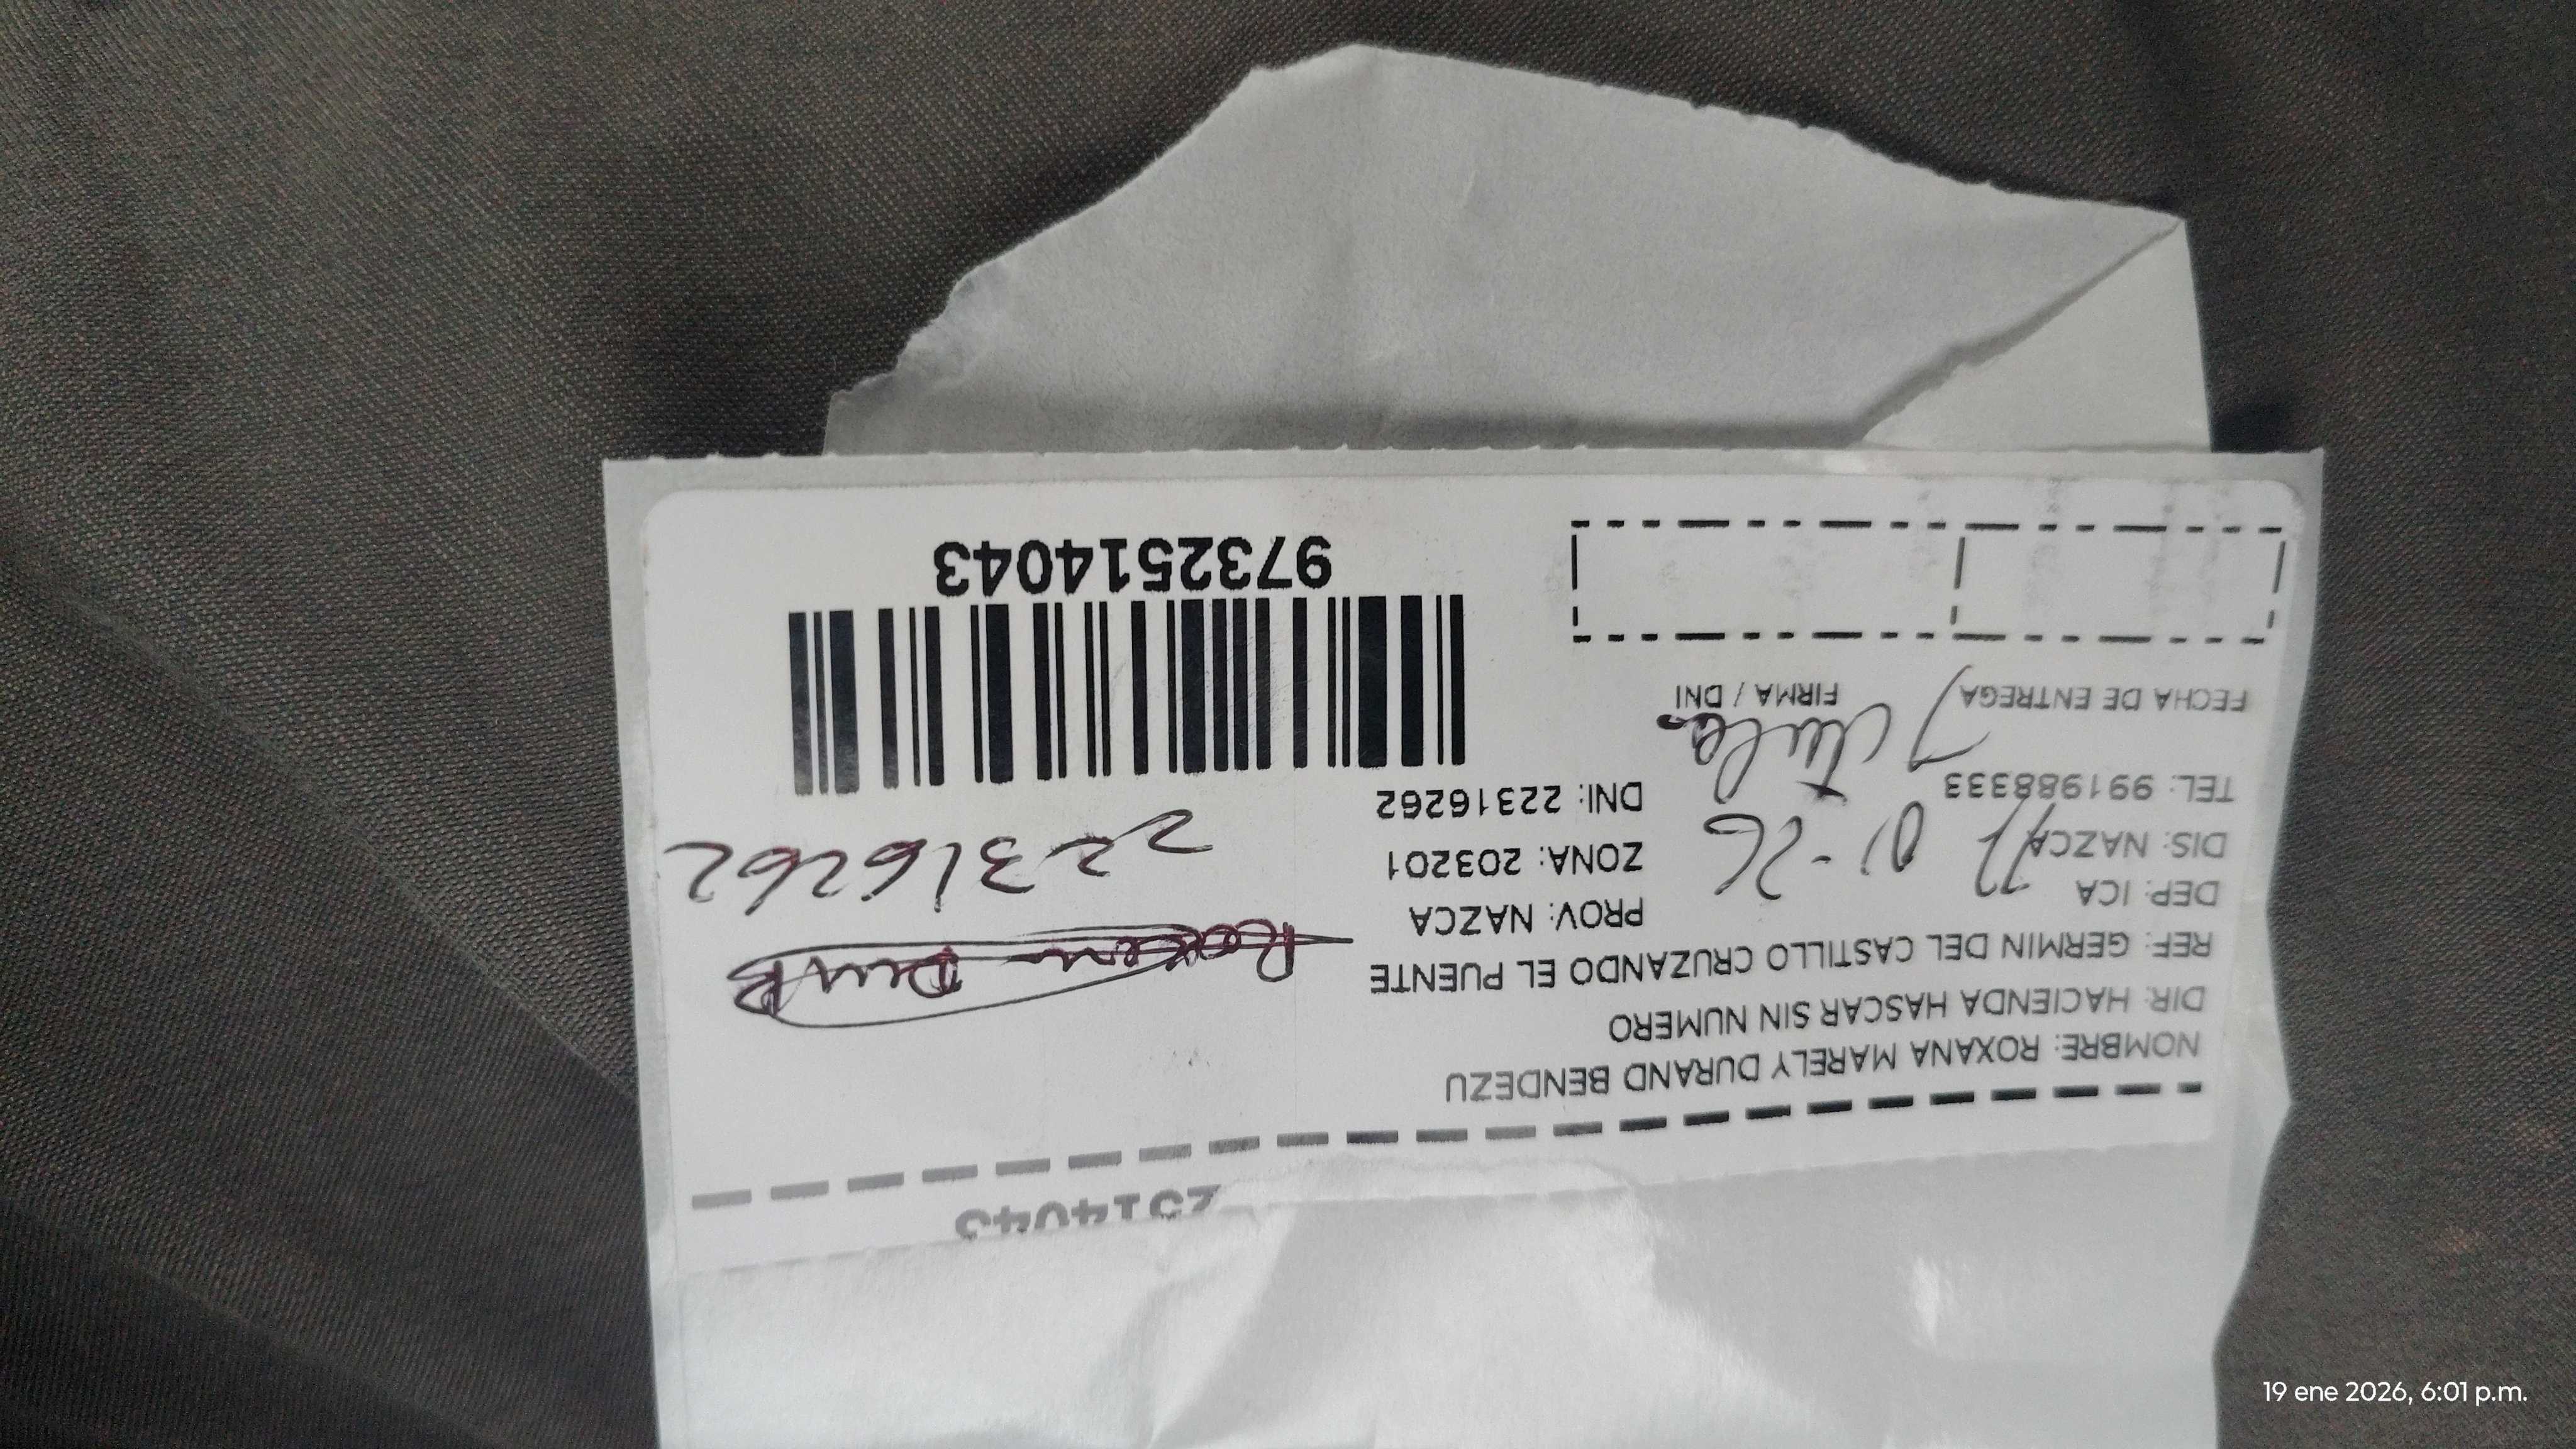 2514043
NOMBRE: ROXANA MARELY DURAND BENDEZU
DIR: HACIENDA HASCAR SIN NUMERO
REF: GERMIN DEL CASTILLO CRUZANDO EL PUENTE
DEP: ICA
PROV: NAZCA
DIS: NAZCA
ZONA: 203201
TEL: 991988333
DNI: 22316262
01-26
22316262
FECHA DE ENTREGA
FIRMA / DNI
9732514043
19 ene 2026, 6:01 p.m.